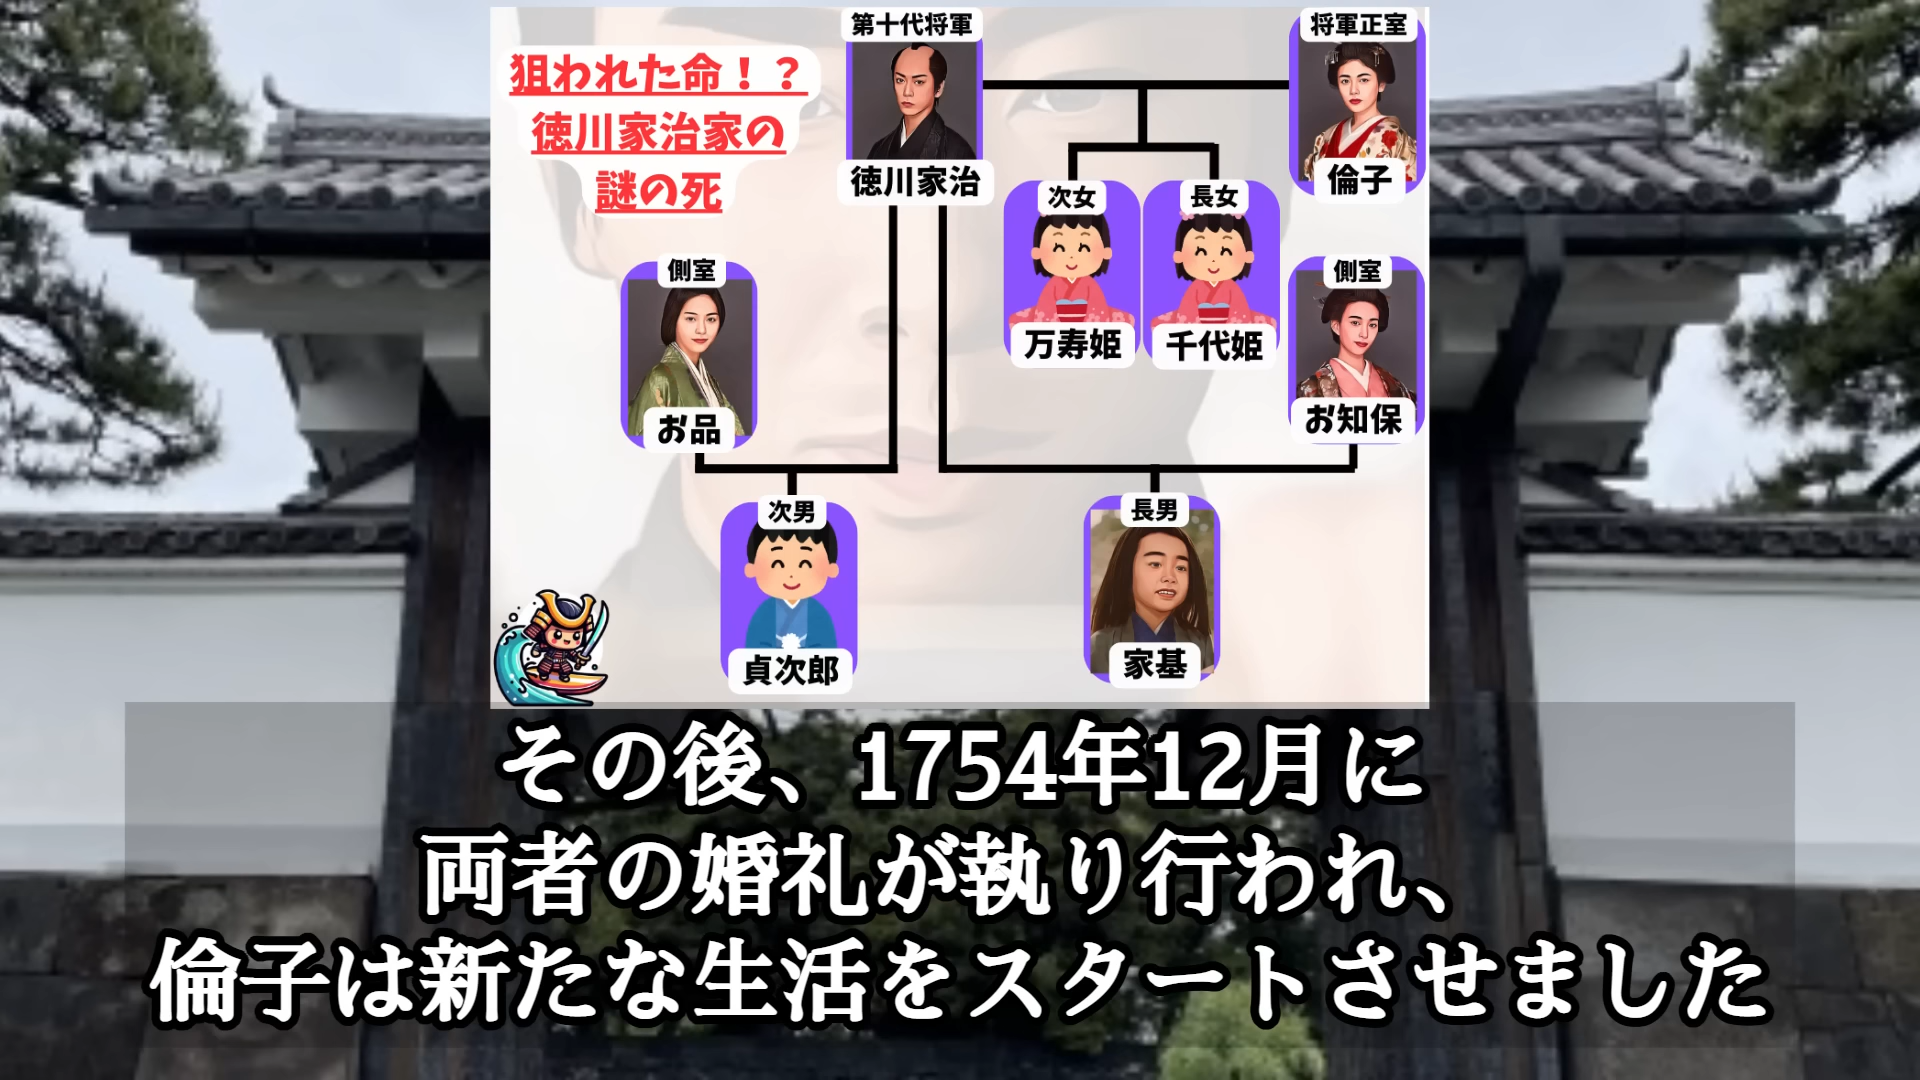 狙われた命！？
徳川家治家の
謎の死
第十代将軍
徳川家治
将軍正室
倫子
次女
万寿姫
長女
千代姫
側室
お品
側室
お知保
次男
貞次郎
長男
家基
その後、1754年12月に
両者の婚礼が執り行われ、
倫子は新たな生活をスタートさせました